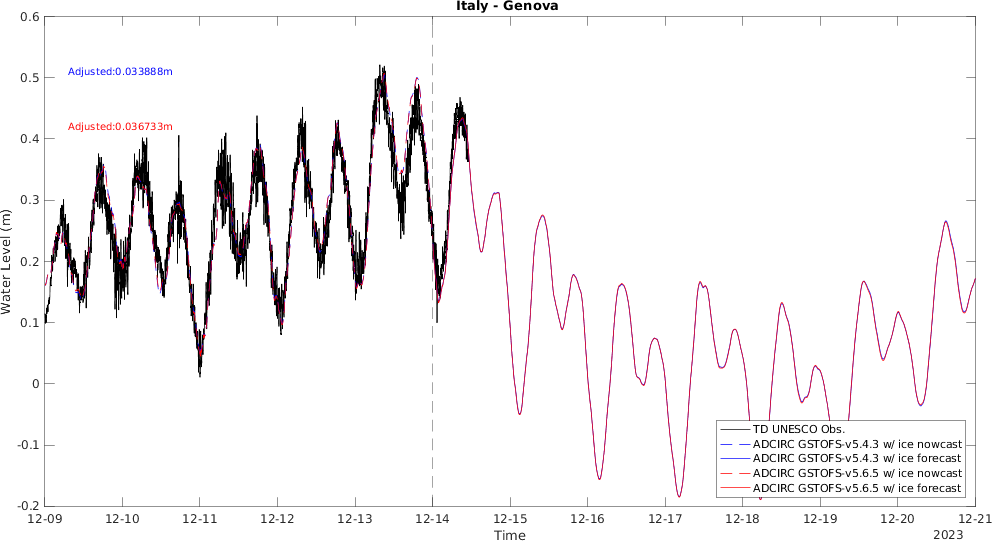 Italy - Genova
0.6
0.5
0.4
0.3
0.2
0.1
0
-0.1
-0.2
Water Level (m)
Adjusted:0.033888m
Adjusted:0.036733m
TD UNESCO Obs.
ADCIRC GSTOFS-v5.4.3 w/ ice nowcast
ADCIRC GSTOFS-v5.4.3 w/ ice forecast
ADCIRC GSTOFS-v5.6.5 w/ ice nowcast
ADCIRC GSTOFS-v5.6.5 w/ ice forecast
12-09 12-10 12-11 12-12 12-13 12-14 12-15 12-16 12-17 12-18 12-19 12-20 12-21
Time
2023